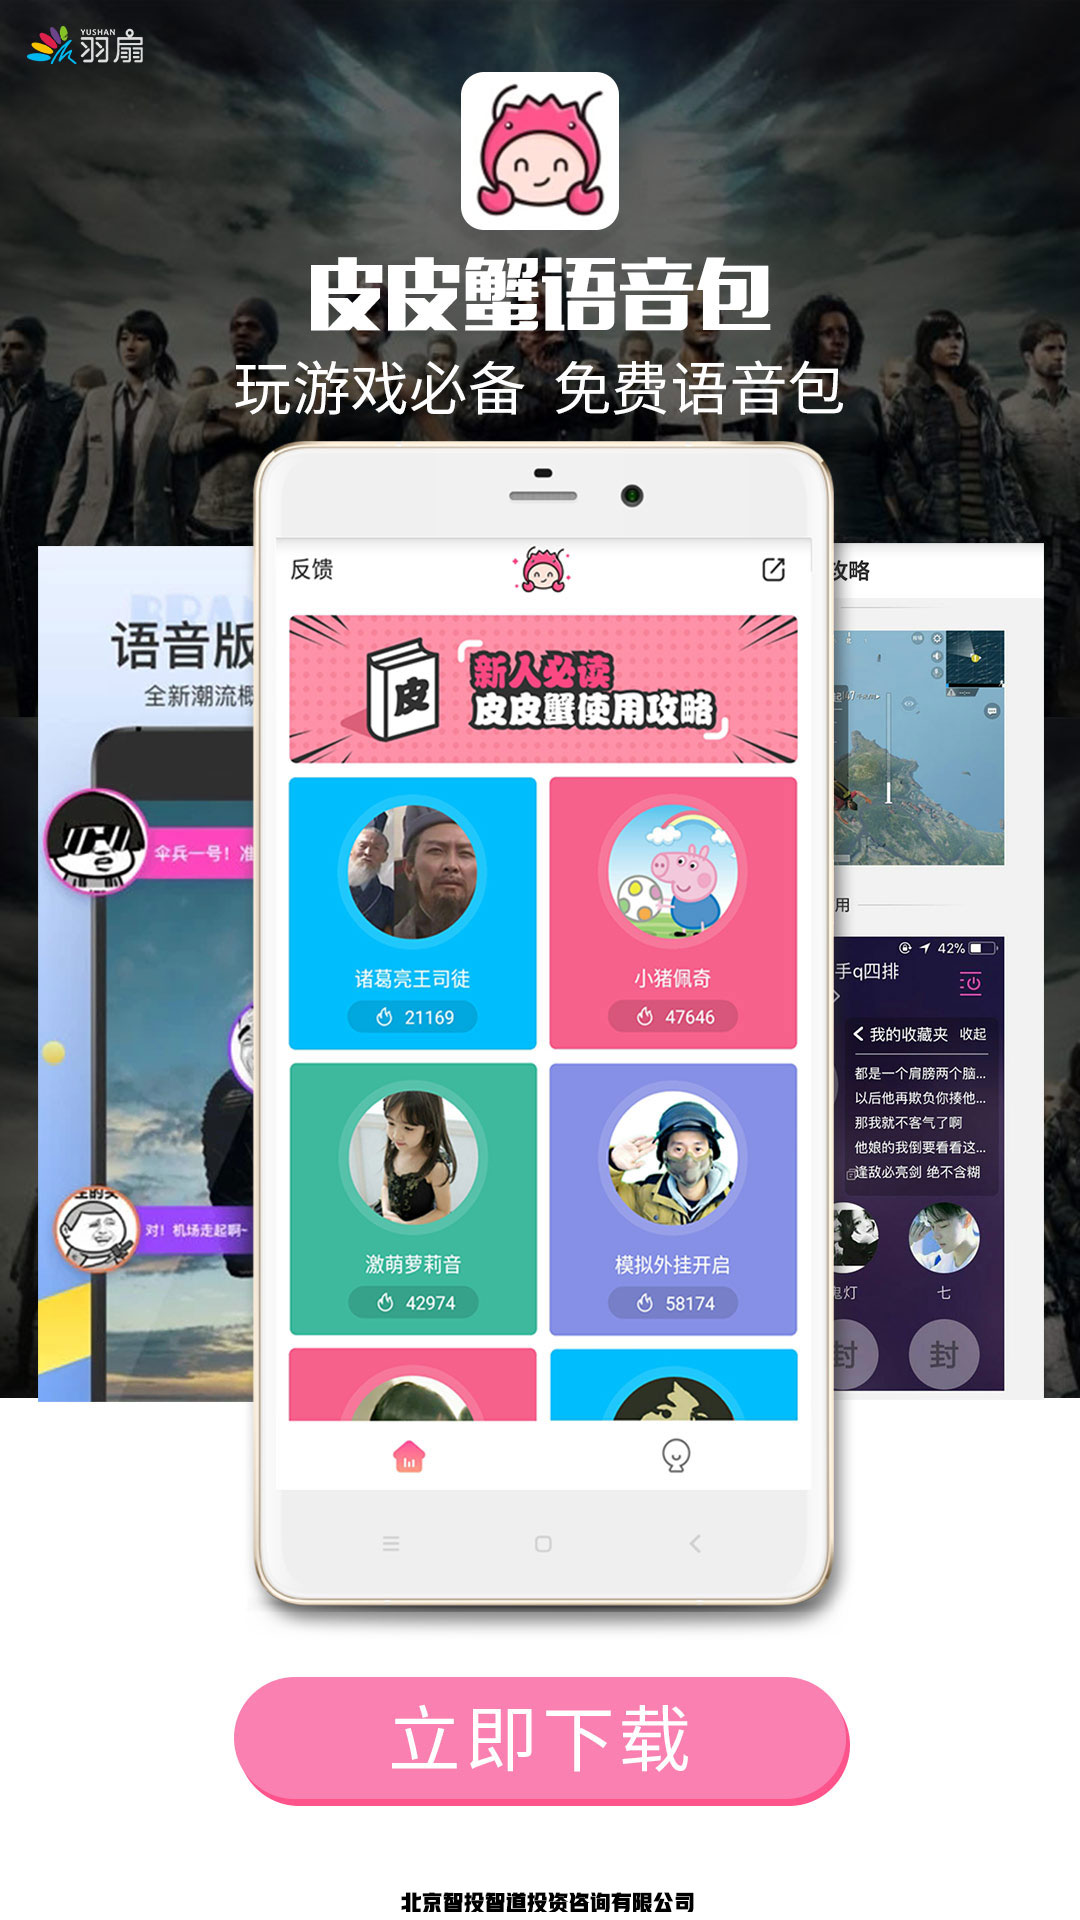 YUSHAN
羽扇
皮皮蟹语音包
玩游戏必备 免费语音包
反馈
新人必读
皮皮蟹使用攻略
皮
诸葛亮王司徒
21169
小猪佩奇
47646
激萌萝莉音
42974
模拟外挂开启
58174
语音版
全新潮流概
伞兵一号！准
对！机场走起啊~
攻略
用
42%
手q四排
我的收藏夹 收起
都是一个肩膀两个脑...
以后他再欺负你揍他...
那我就不客气了啊
他娘的我倒要看看这...
逢敌必亮剑 绝不含糊
灯
七
封
封
立即下载
北京智投智道投资咨询有限公司